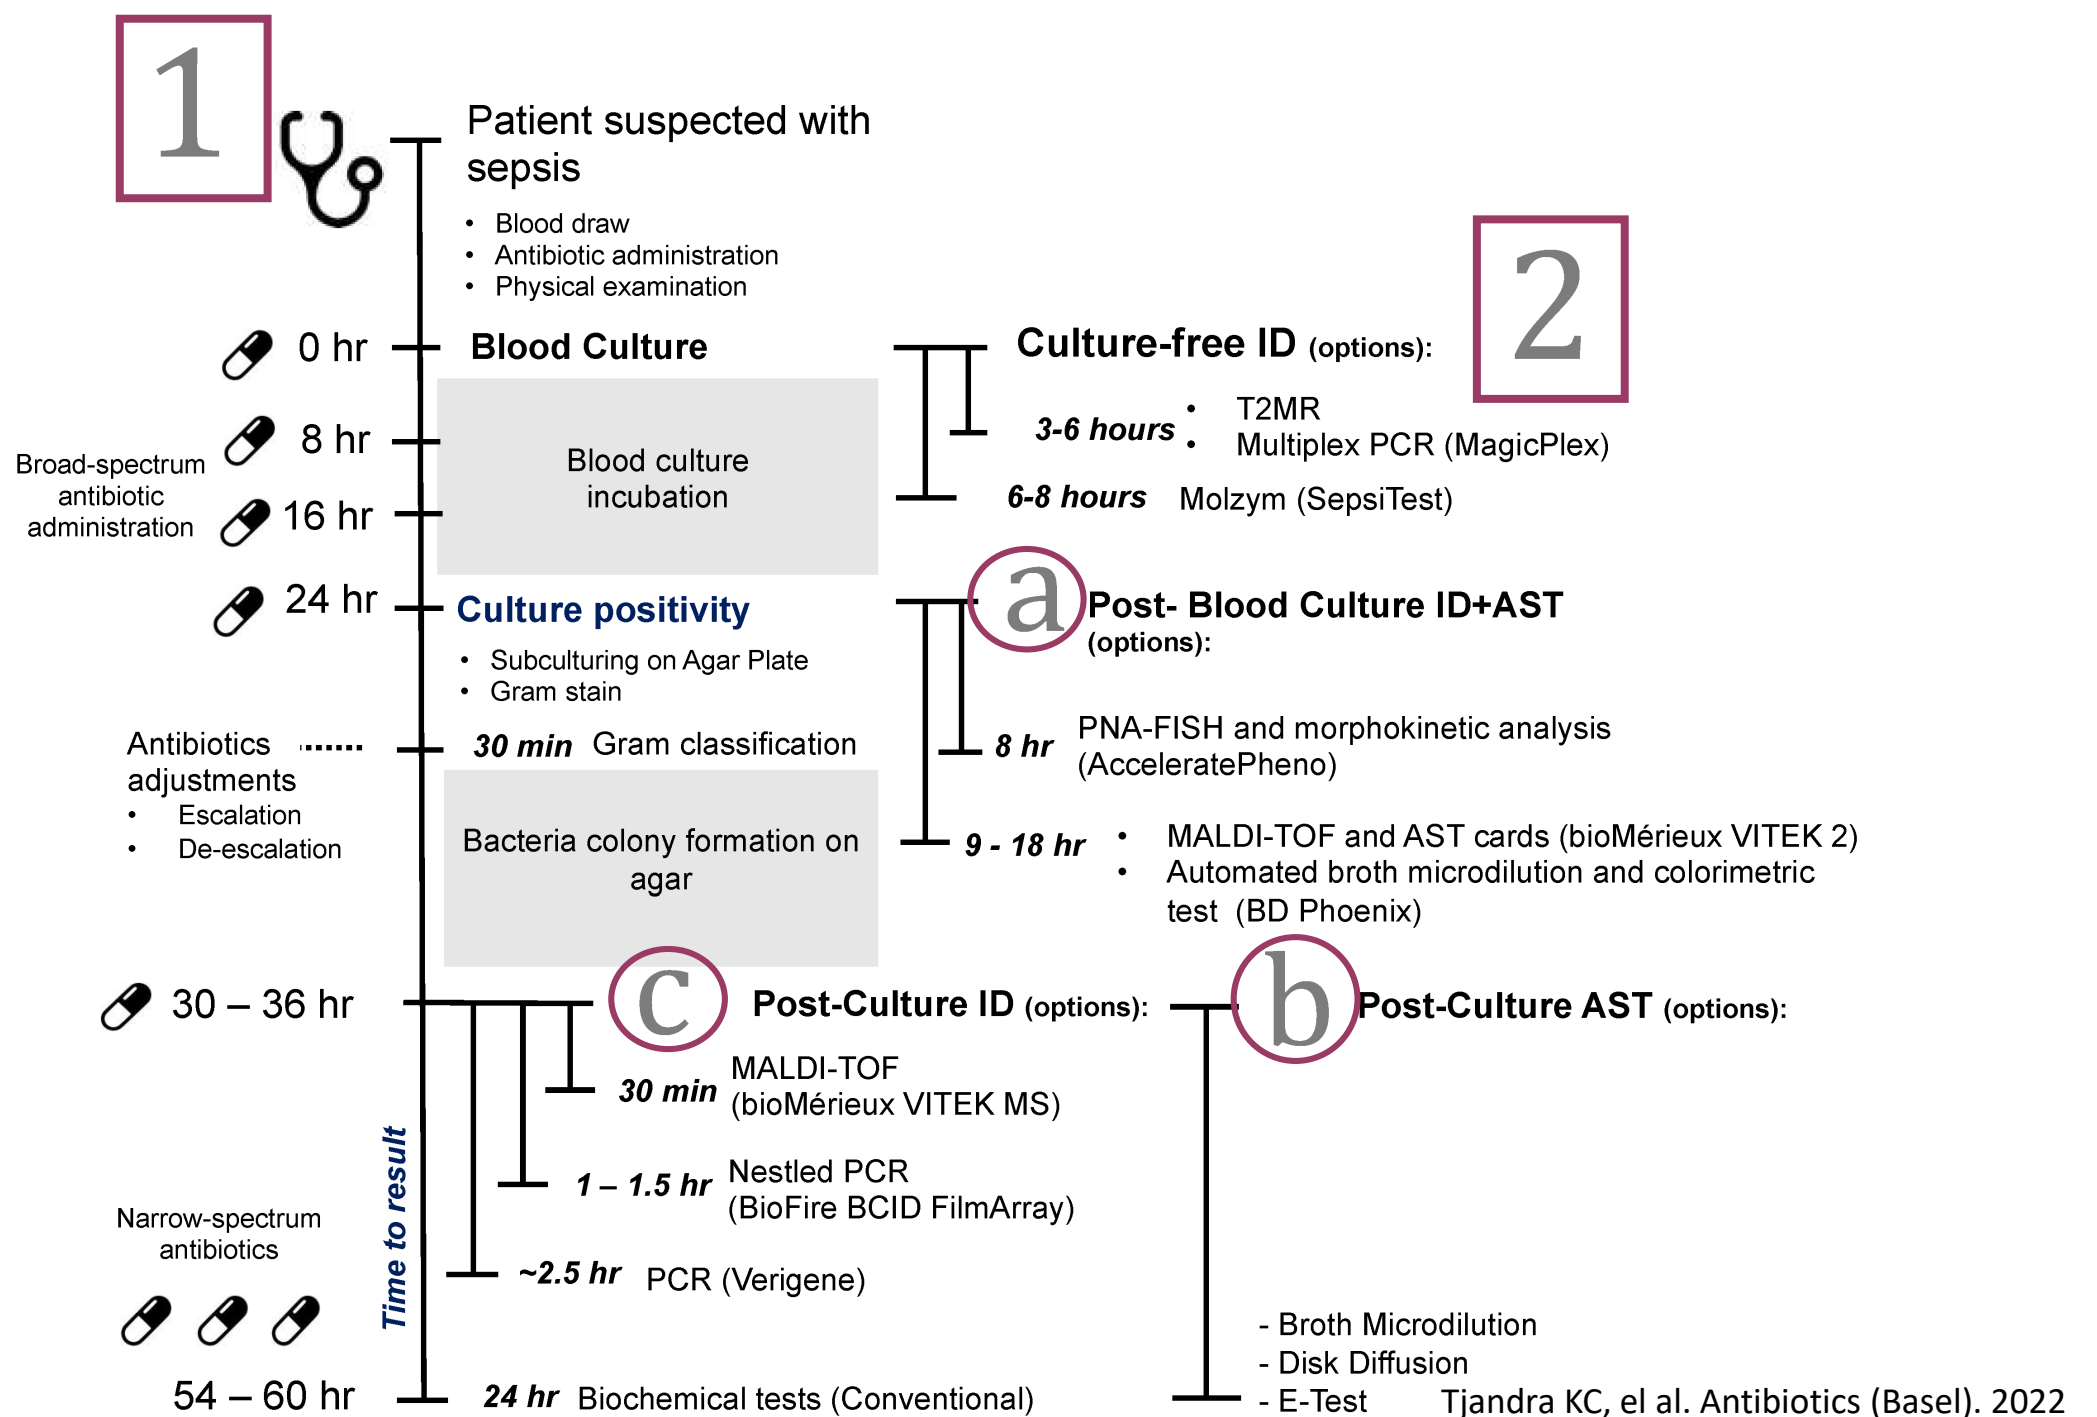 1
Patient suspected with
sepsis
• Blood draw
• Antibiotic administration
• Physical examination
2
0 hr
Blood Culture
Culture-free ID (options):
8 hr
Broad-spectrum
antibiotic
administration
16 hr
Blood culture
incubation
3-6 hours
• T2MR
• Multiplex PCR (MagicPlex)
6-8 hours Molzym (SepsiTest)
24 hr
Culture positivity
• Subculturing on Agar Plate
• Gram stain
a
Post- Blood Culture ID+AST
(options):
Antibiotics
adjustments
• Escalation
• De-escalation
30 min Gram classification
8 hr
PNA-FISH and morphokinetic analysis
(AcceleratePheno)
Bacteria colony formation on
agar
9 - 18 hr
• MALDI-TOF and AST cards (bioMérieux VITEK 2)
• Automated broth microdilution and colorimetric
test (BD Phoenix)
30 – 36 hr
c
Post-Culture ID (options):
b
Post-Culture AST (options):
30 min
MALDI-TOF
(bioMérieux VITEK MS)
1 – 1.5 hr
Nestled PCR
(BioFire BCID FilmArray)
~2.5 hr PCR (Verigene)
Time to result
Narrow-spectrum
antibiotics
54 – 60 hr
24 hr Biochemical tests (Conventional)
- Broth Microdilution
- Disk Diffusion
- E-Test
Tjandra KC, el al. Antibiotics (Basel). 2022